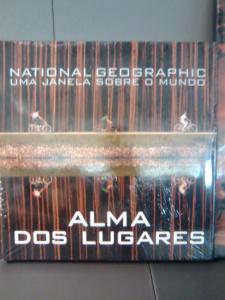 NATIONAL GEOGRAPHIC
UMA JANELA SOBRE O MUNDO
ALMA
DOS LUGARES